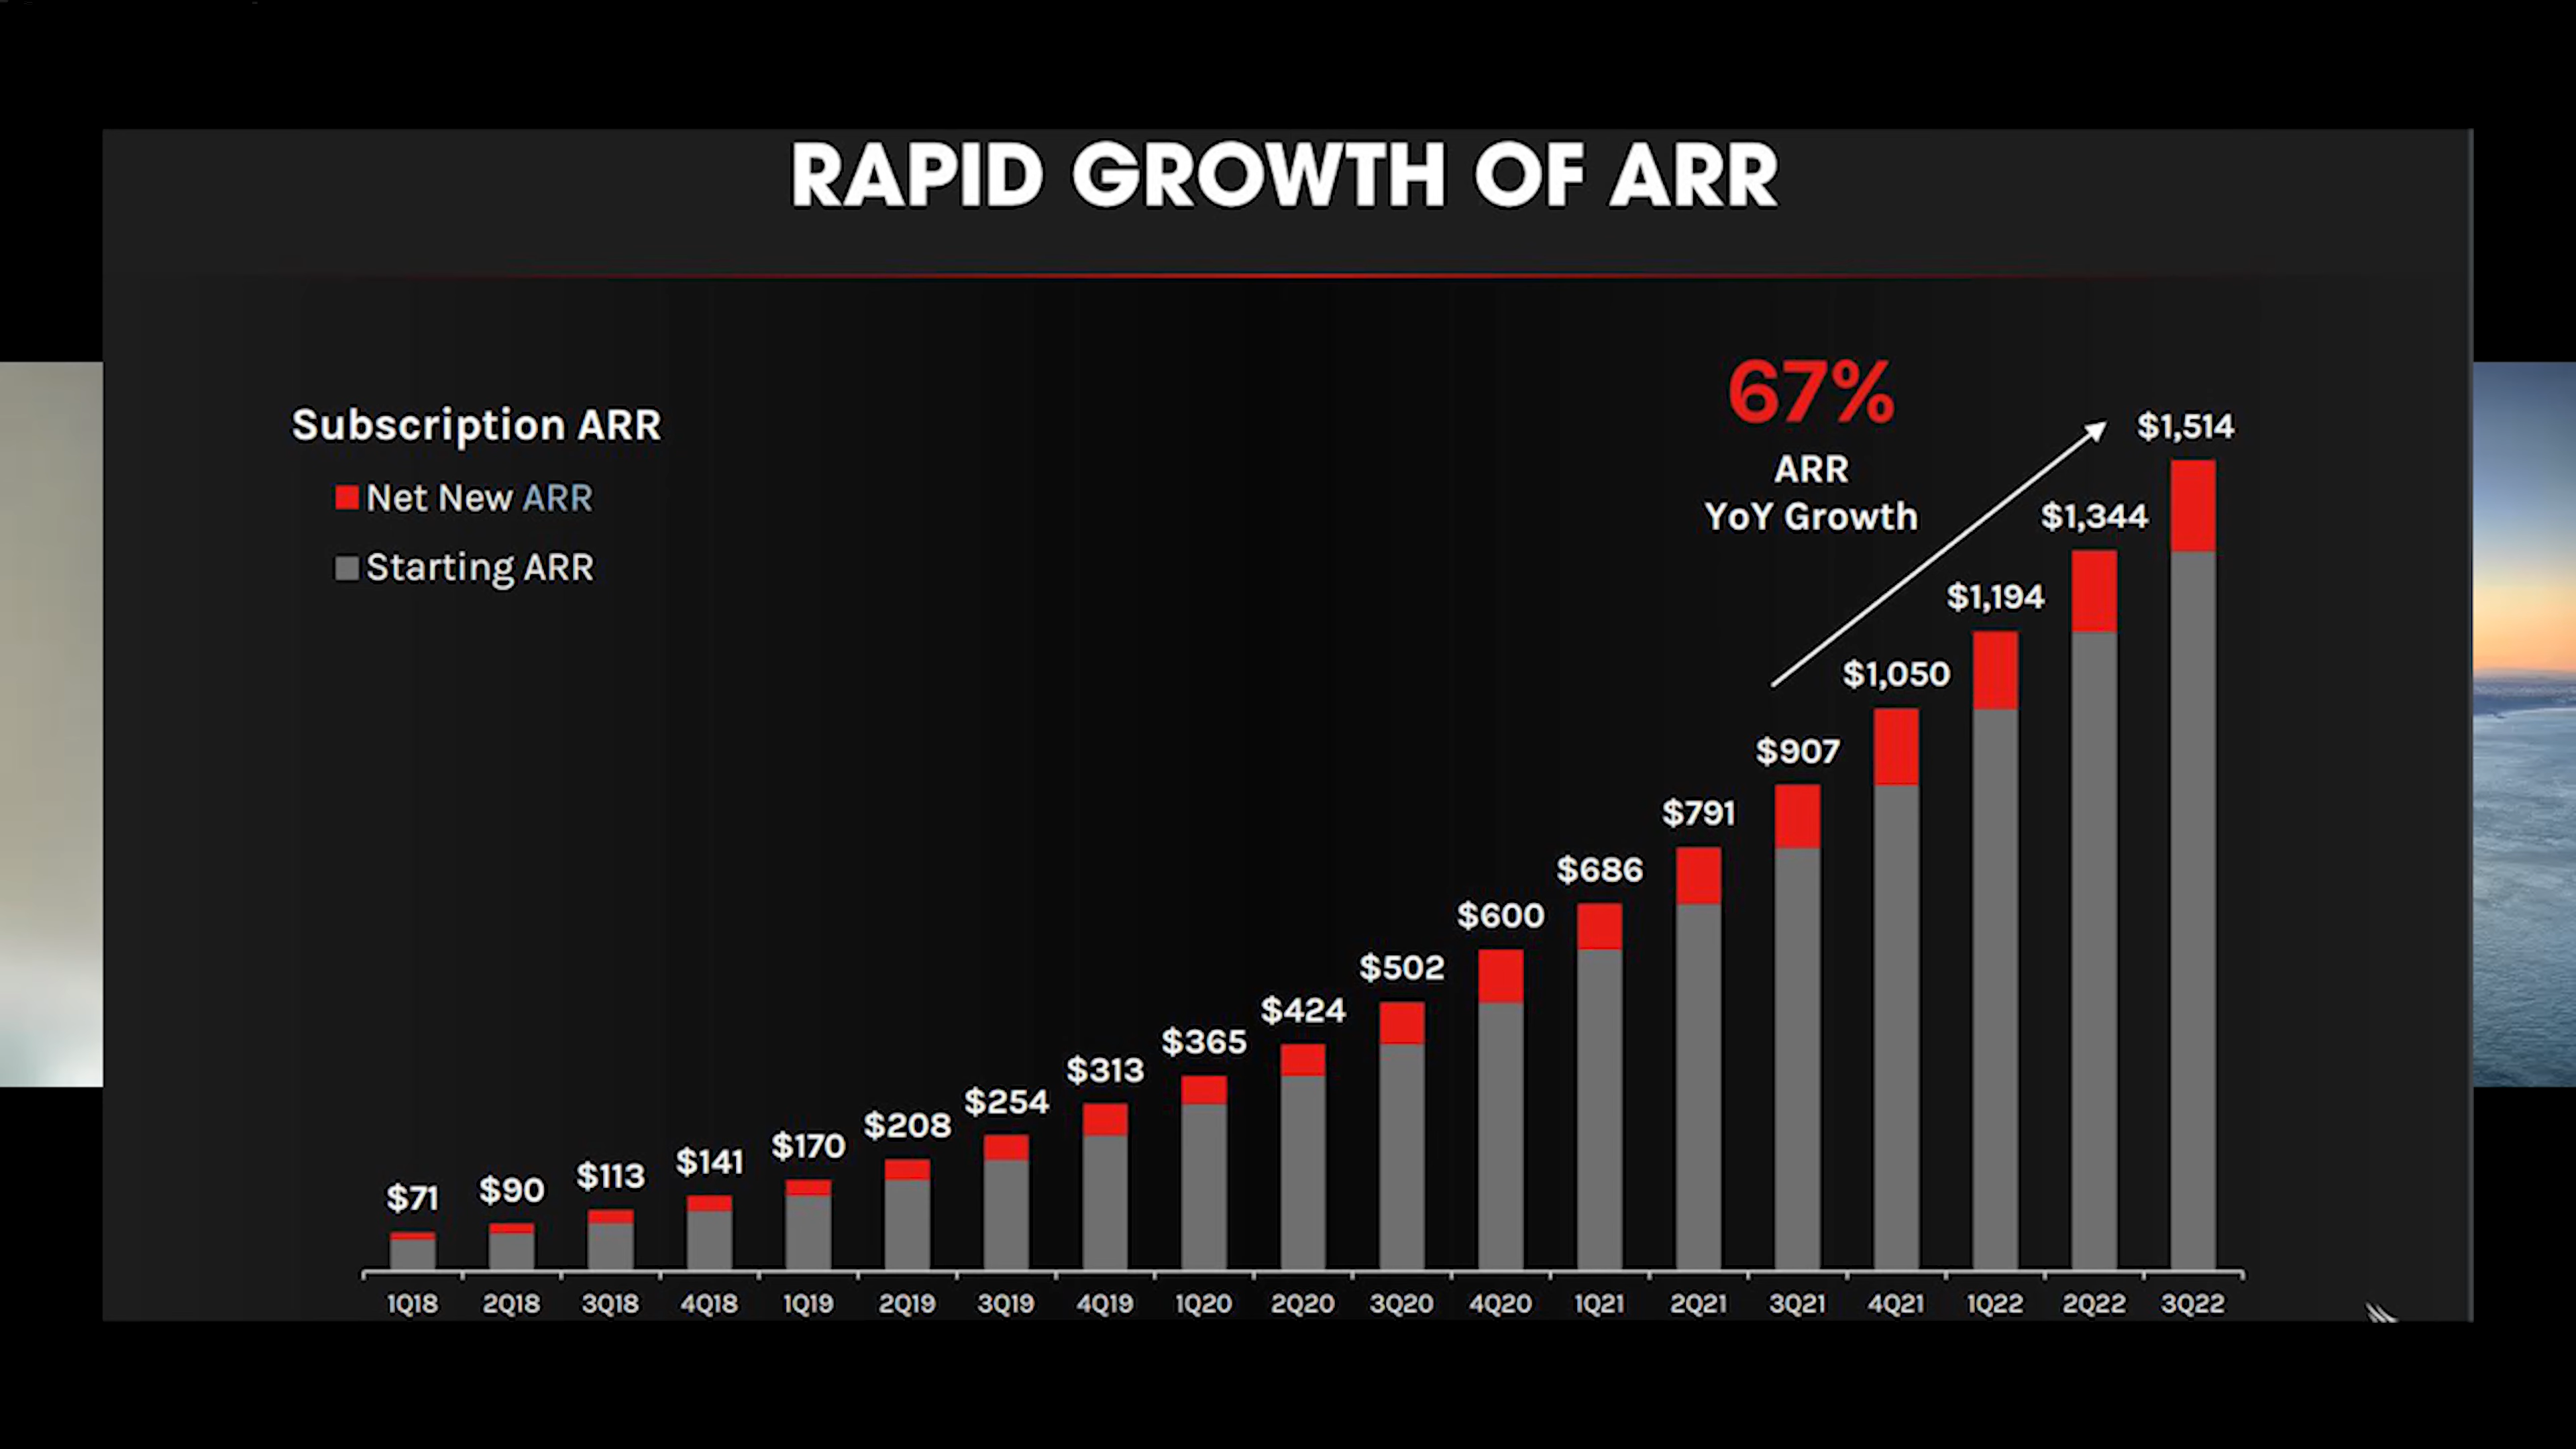 RAPID GROWTH OF ARR
67%
ARR
YoY Growth
Subscription ARR
Net New ARR
Starting ARR
$71
$90
$113
$141
$170
$208
$254
$313
$365
$424
$502
$600
$686
$791
$907
$1,050
$1,194
$1,344
$1,514
1Q18 2Q18 3Q18 4Q18 1Q19 2Q19 3Q19 4Q19 1Q20 2Q20 3Q20 4Q20 1Q21 2Q21 3Q21 4Q21 1Q22 2Q22 3Q22